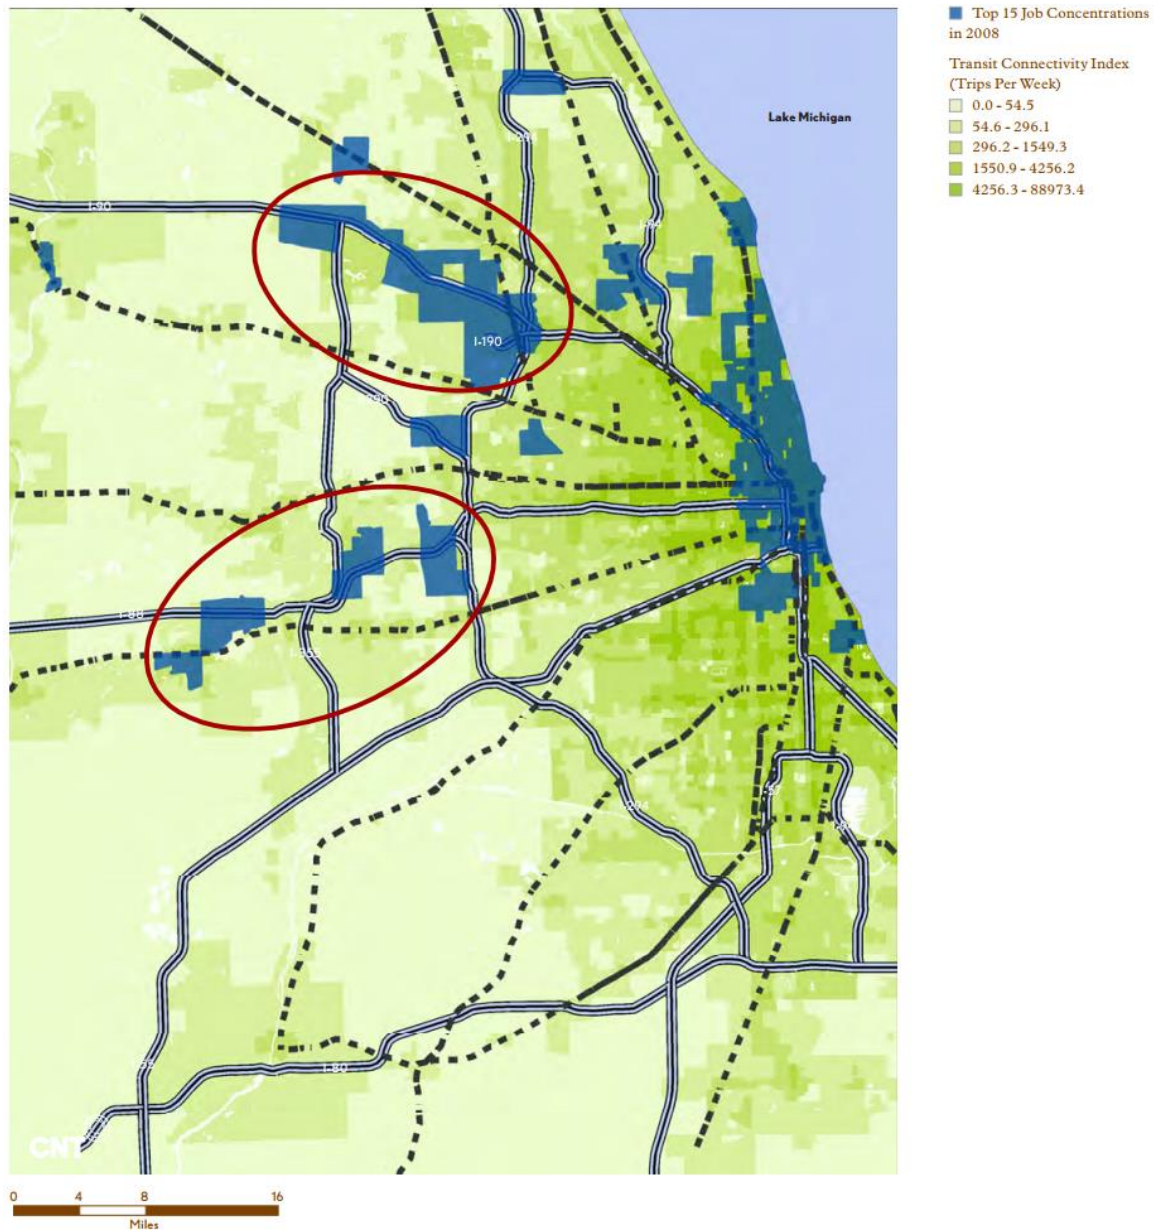 Top 15 Job Concentrations
in 2008
Transit Connectivity Index
(Trips Per Week)
0.0 - 54.5
54.6 - 296.1
296.2 - 1549.3
1550.9 - 4256.2
4256.3 - 88973.4
Lake Michigan
I-90
I-94
I-190
I-80
CNT
0 4 8 16
Miles